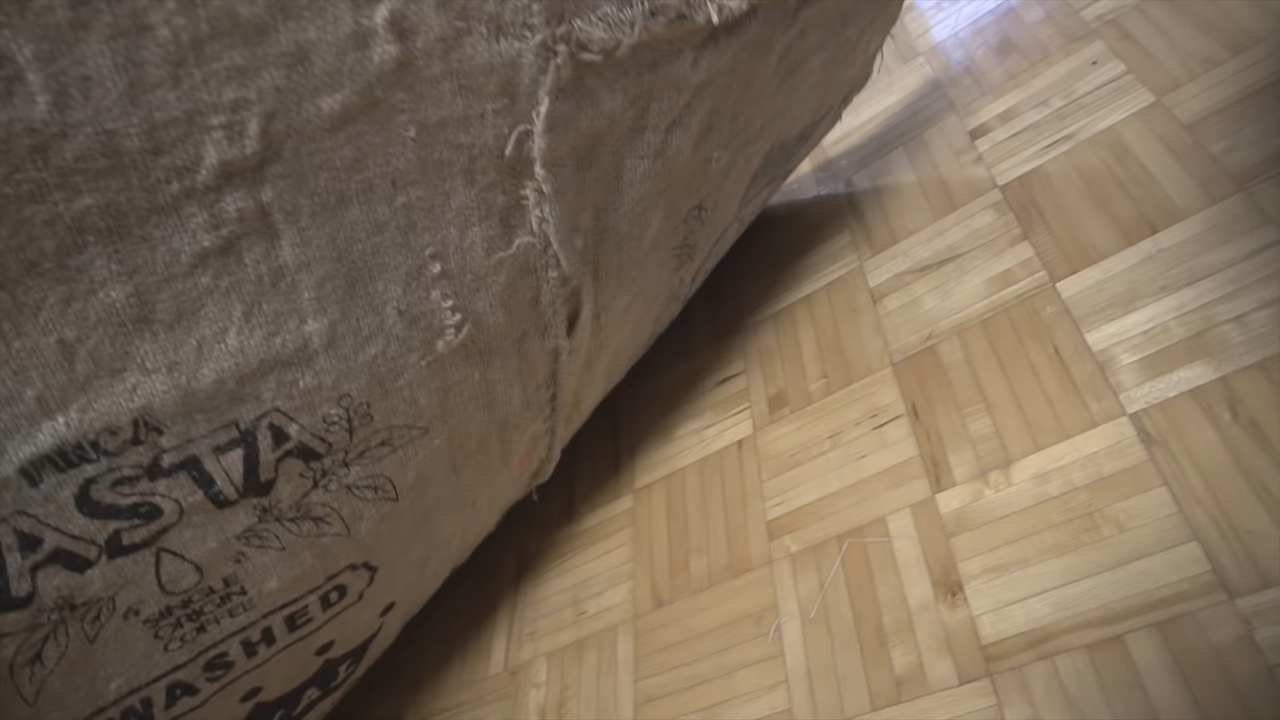 FINCA
ASTA
"SINGLE
ORIGIN
COFFEE"
WASHED